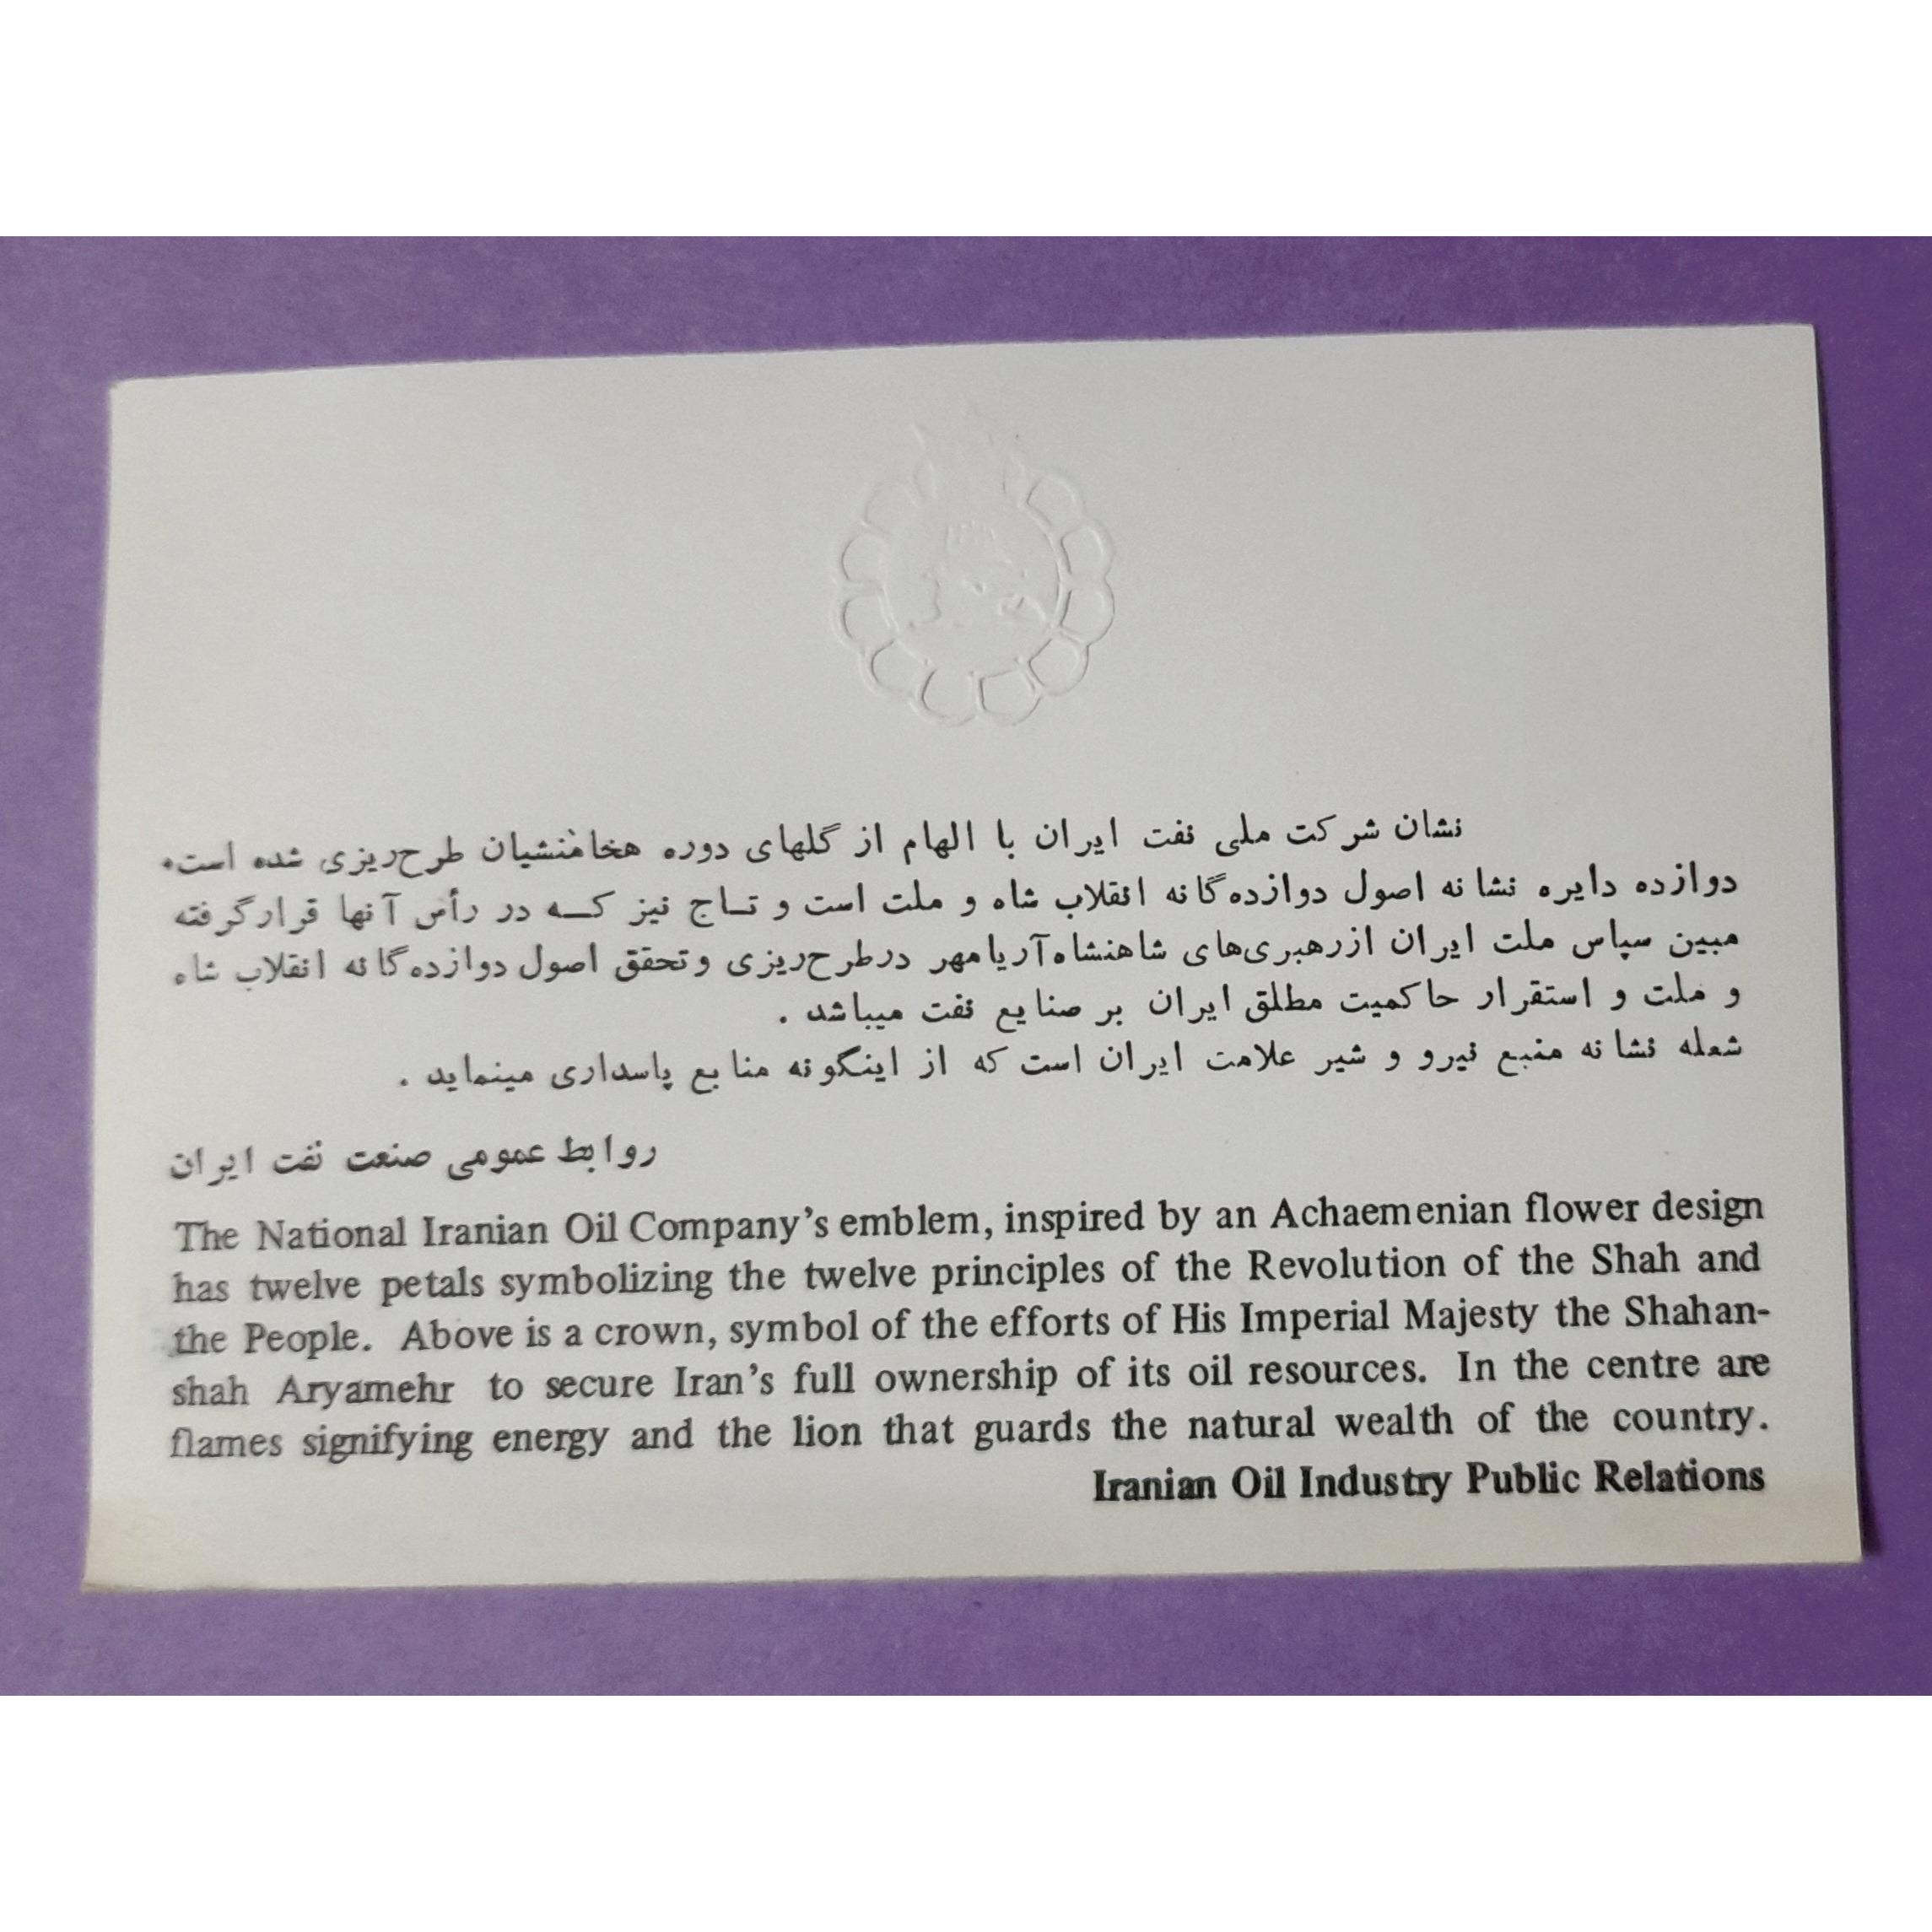 نشان شرکت ملی نفت ایران با الهام از گلهای دوره هخامنشیان طرح‌ریزی شده است.
دوازده دایره نشانه اصول دوازده‌گانه انقلاب شاه و ملت است و تاج نیز که در رأس آنها قرارگرفته
مبین سپاس ملت ایران ازرهبری‌های شاهنشاه‌آریامهر درطرح‌ریزی وتحقق اصول دوازده‌گانه انقلاب شاه
و ملت و استقرار حاکمیت مطلق ایران بر صنایع نفت میباشد .
شعله نشانه منبع نیرو و شیر علامت ایران است که از اینگونه منابع پاسداری مینماید .
روابط عمومی صنعت نفت ایران
The National Iranian Oil Company's emblem, inspired by an Achaemenian flower design
has twelve petals symbolizing the twelve principles of the Revolution of the Shah and
the People. Above is a crown, symbol of the efforts of His Imperial Majesty the Shahan-
shah Aryamehr to secure Iran's full ownership of its oil resources. In the centre are
flames signifying energy and the lion that guards the natural wealth of the country.
Iranian Oil Industry Public Relations